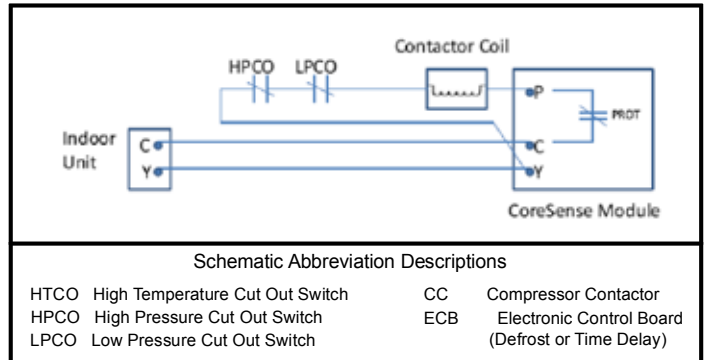 Contactor Coil
HPCO LPCO
P
PROT
Indoor
Unit
C
Y
C
Y
CoreSense Module
Schematic Abbreviation Descriptions
HTCO High Temperature Cut Out Switch
HPCO High Pressure Cut Out Switch
LPCO Low Pressure Cut Out Switch
CC Compressor Contactor
ECB Electronic Control Board
(Defrost or Time Delay)